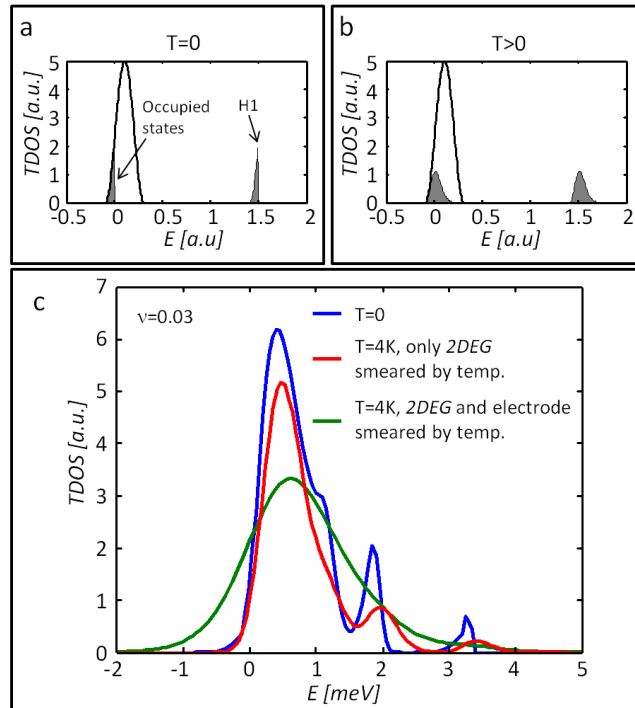 a
T=0
TDOS [a.u.]
5
4
3
2
1
0
Occupied
states
H1
-0.5 0 0.5 1 1.5 2
E [a.u]
b
T>0
TDOS [a.u.]
5
4
3
2
1
0
-0.5 0 0.5 1 1.5 2
E [a.u]
c
ν=0.03
T=0
T=4K, only 2DEG
smeared by temp.
T=4K, 2DEG and electrode
smeared by temp.
TDOS [a.u.]
7
6
5
4
3
2
1
0
-2 -1 0 1 2 3 4 5
E [meV]